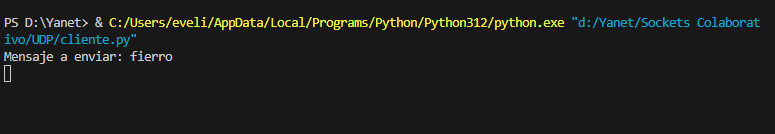 PS D:\Yanet> & C:/Users/eveli/AppData/Local/Programs/Python/Python312/python.exe "d:/Yanet/Sockets Colaborat
ivo/UDP/cliente.py"
Mensaje a enviar: fierro